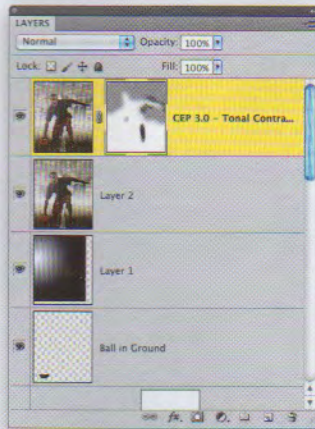 LAYERS
Normal Opacity: 100%
Lock: Fill: 100%
CEP 3.0 - Tonal Contra...
Layer 2
Layer 1
Ball in Ground
fx.